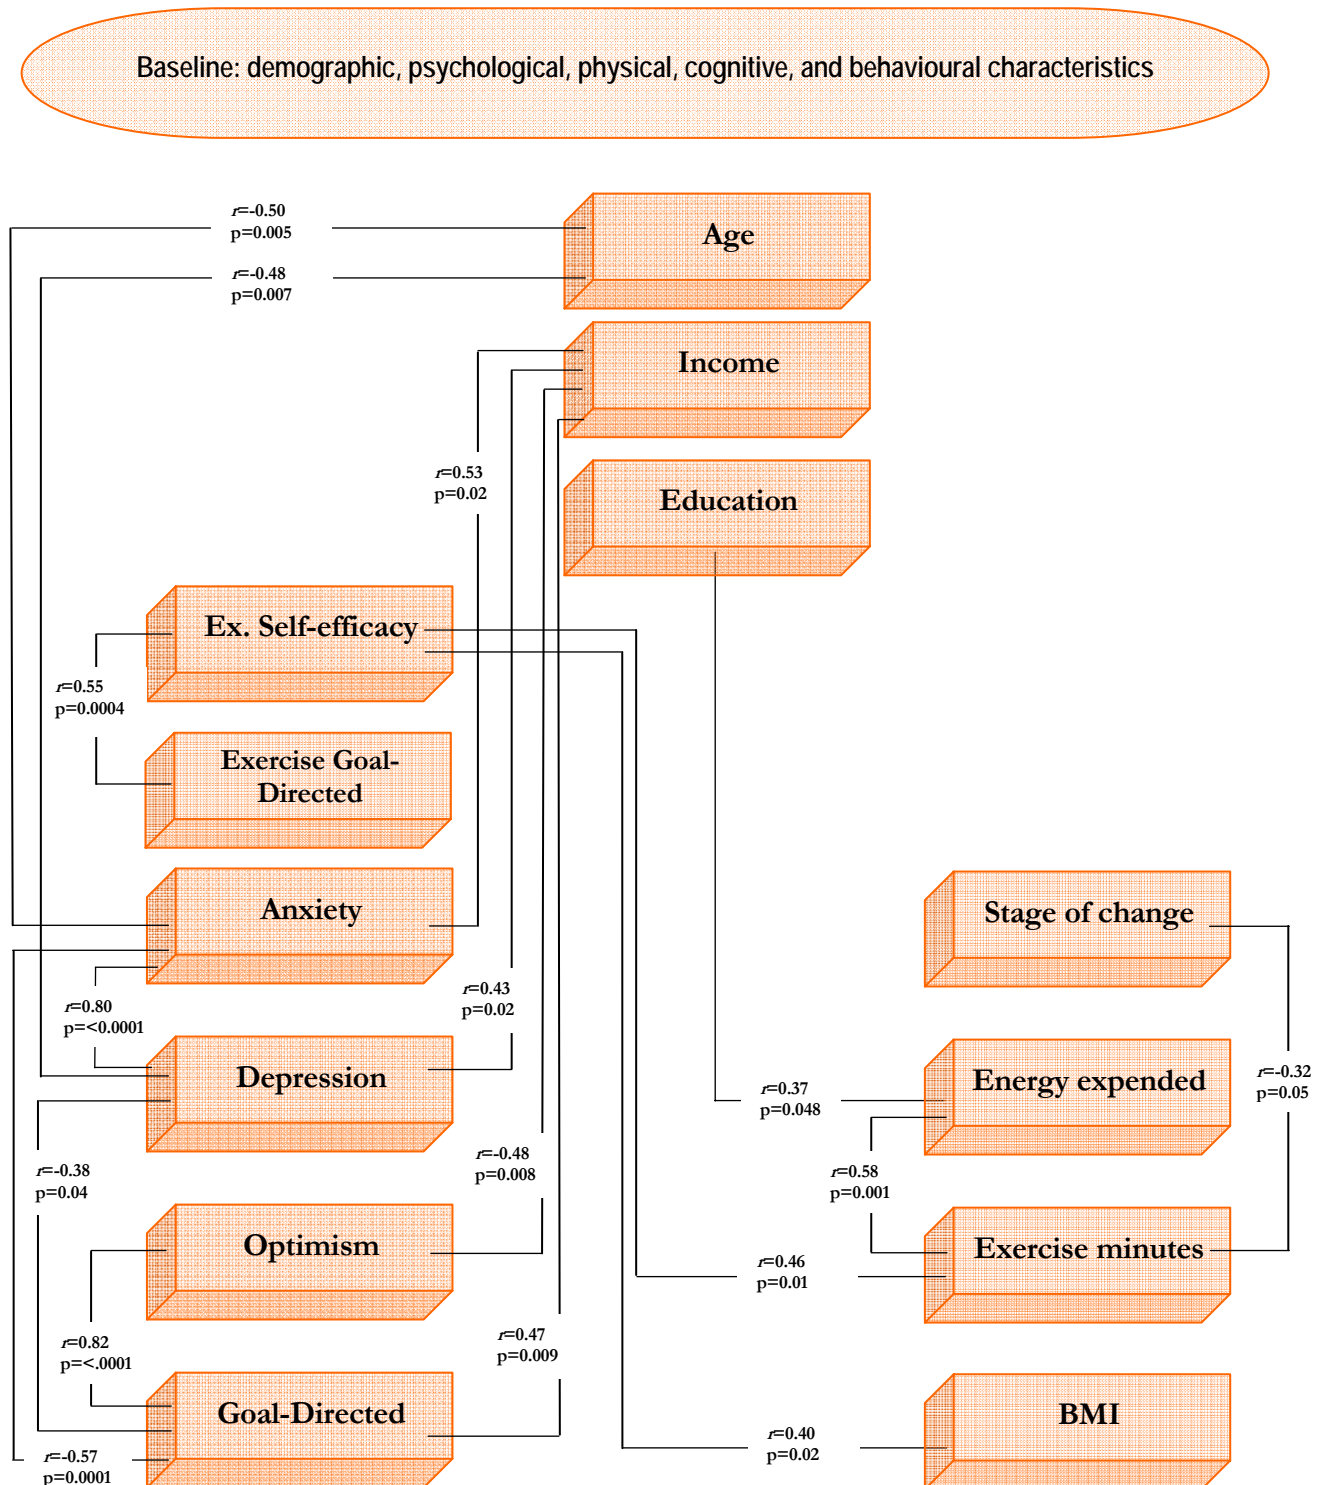 Baseline: demographic, psychological, physical, cognitive, and behavioural characteristics
r=-0.50
p=0.005
Age
r=-0.48
p=0.007
Income
r=0.53
p=0.02
Education
Ex. Self-efficacy
r=0.55
p=0.0004
Exercise Goal-
Directed
Anxiety
Stage of change
r=0.80
p=<0.0001
r=0.43
p=0.02
Depression
Energy expended
r=-0.32
p=0.05
r=0.37
p=0.048
r=-0.38
p=0.04
r=-0.48
p=0.008
r=0.58
p=0.001
Optimism
Exercise minutes
r=0.46
p=0.01
r=0.82
p=<.0001
r=0.47
p=0.009
Goal-Directed
BMI
r=0.40
p=0.02
r=-0.57
p=0.0001